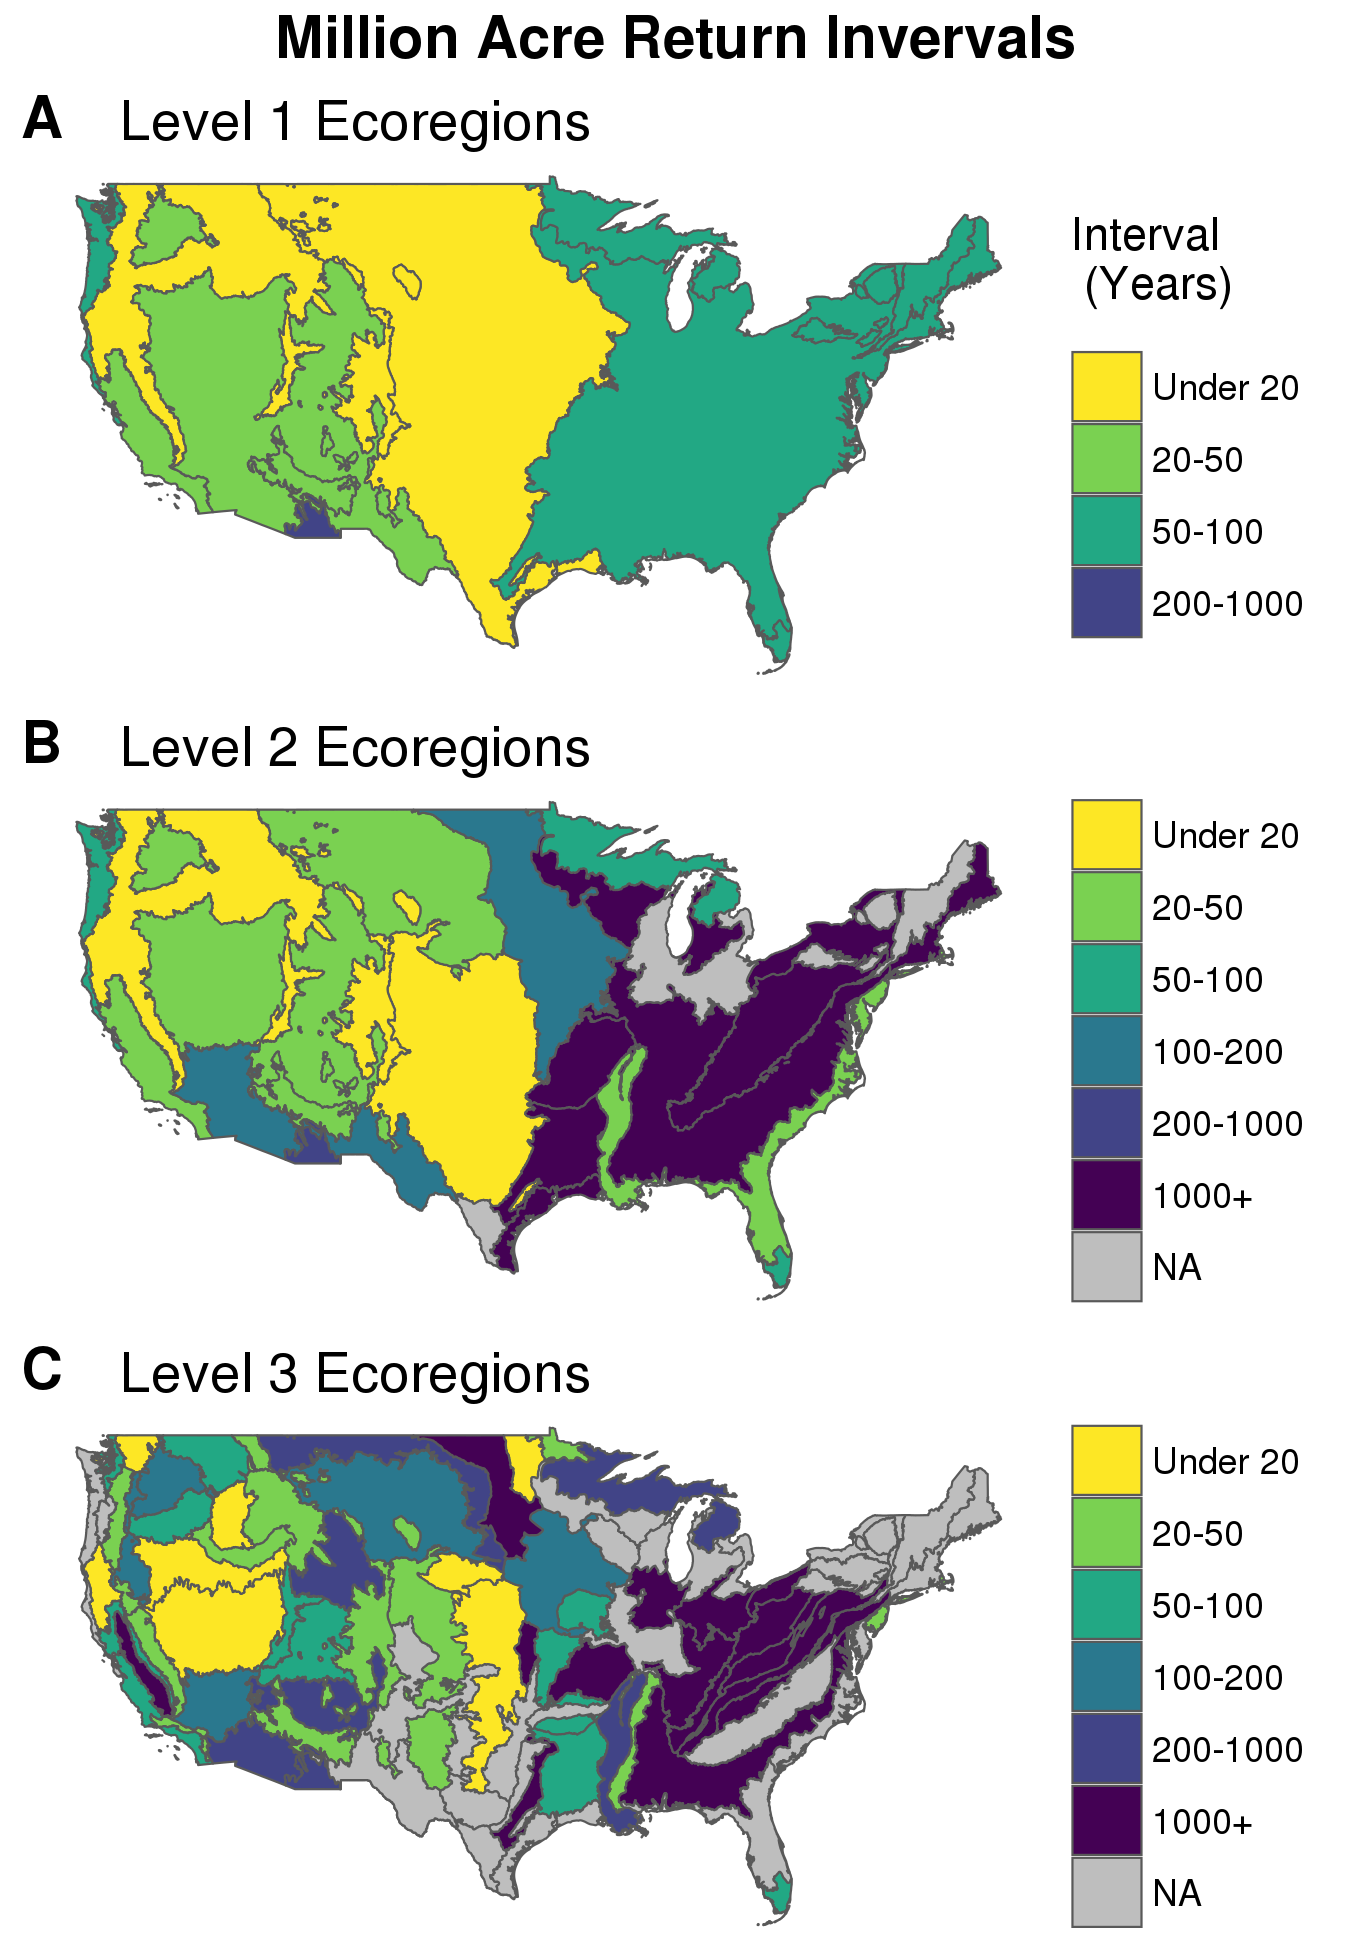 Million Acre Return Invervals
A Level 1 Ecoregions
Interval
(Years)
Under 20
20-50
50-100
200-1000
B Level 2 Ecoregions
Under 20
20-50
50-100
100-200
200-1000
1000+
NA
C Level 3 Ecoregions
Under 20
20-50
50-100
100-200
200-1000
1000+
NA